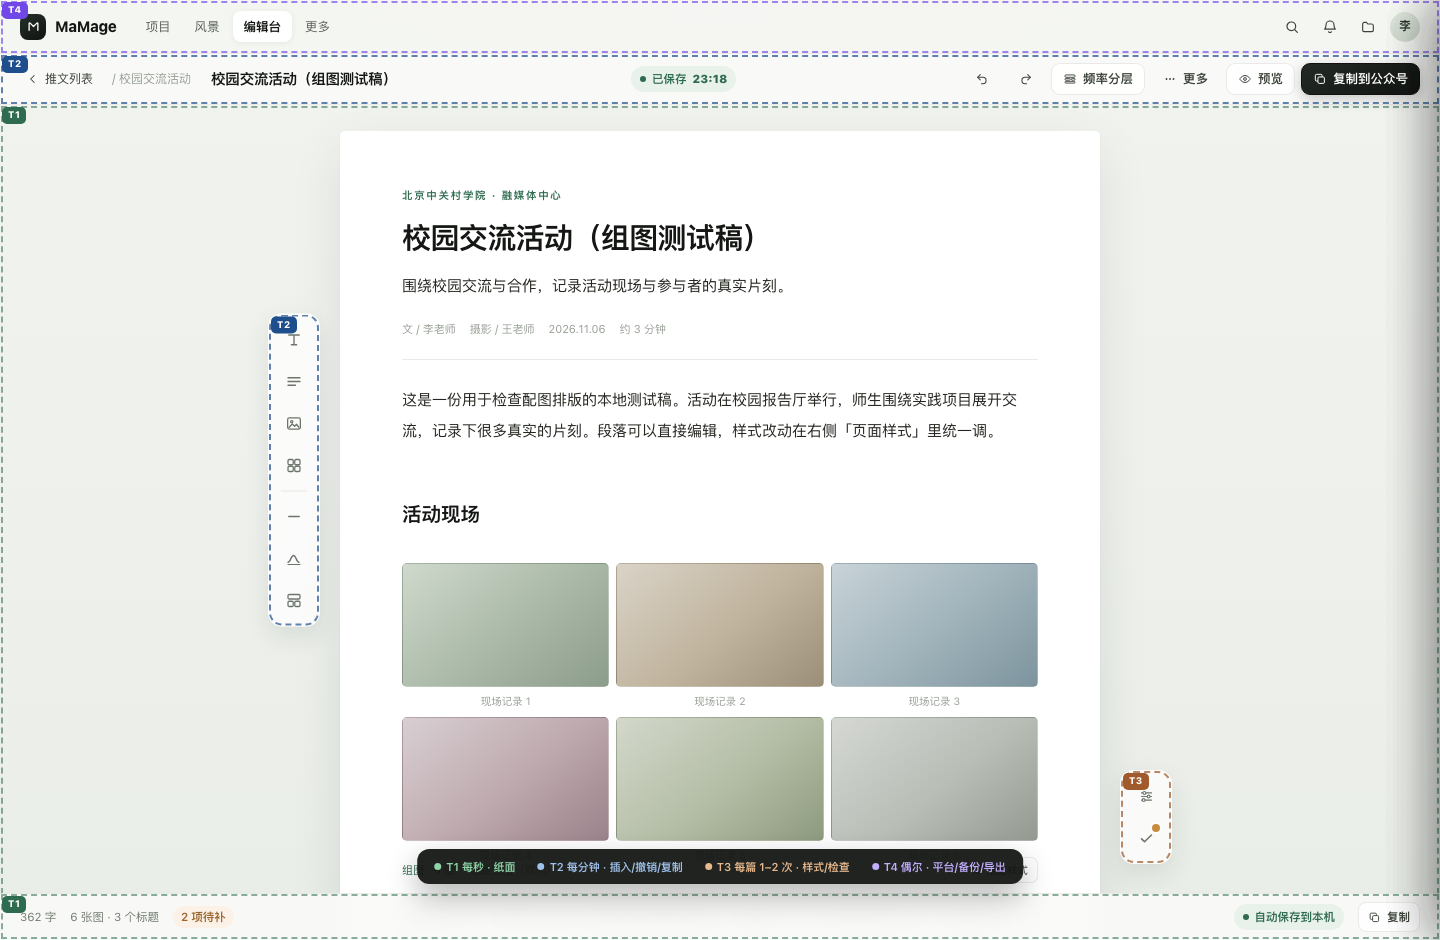 T4
MaMage 项目 风景 编辑台 更多 李
T2
推文列表 / 校园交流活动 校园交流活动（组图测试稿） 已保存 23:18 频率分层 更多 预览 复制到公众号
T1
北京中关村学院 · 融媒体中心
校园交流活动（组图测试稿）
围绕校园交流与合作，记录活动现场与参与者的真实片刻。
文 / 李老师 摄影 / 王老师 2026.11.06 约 3 分钟
T2
这是一份用于检查配图排版的本地测试稿。活动在校园报告厅举行，师生围绕实践项目展开交
流，记录下很多真实的片刻。段落可以直接编辑，样式改动在右侧「页面样式」里统一调。
活动现场
现场记录 1 现场记录 2 现场记录 3
T3
组图
T1 每秒 · 纸面 T2 每分钟 · 插入/撤销/复制 T3 每篇 1–2 次 · 样式/检查 T4 偶尔 · 平台/备份/导出
T1
362 字 6 张图 · 3 个标题 2 项待补 自动保存到本机 复制